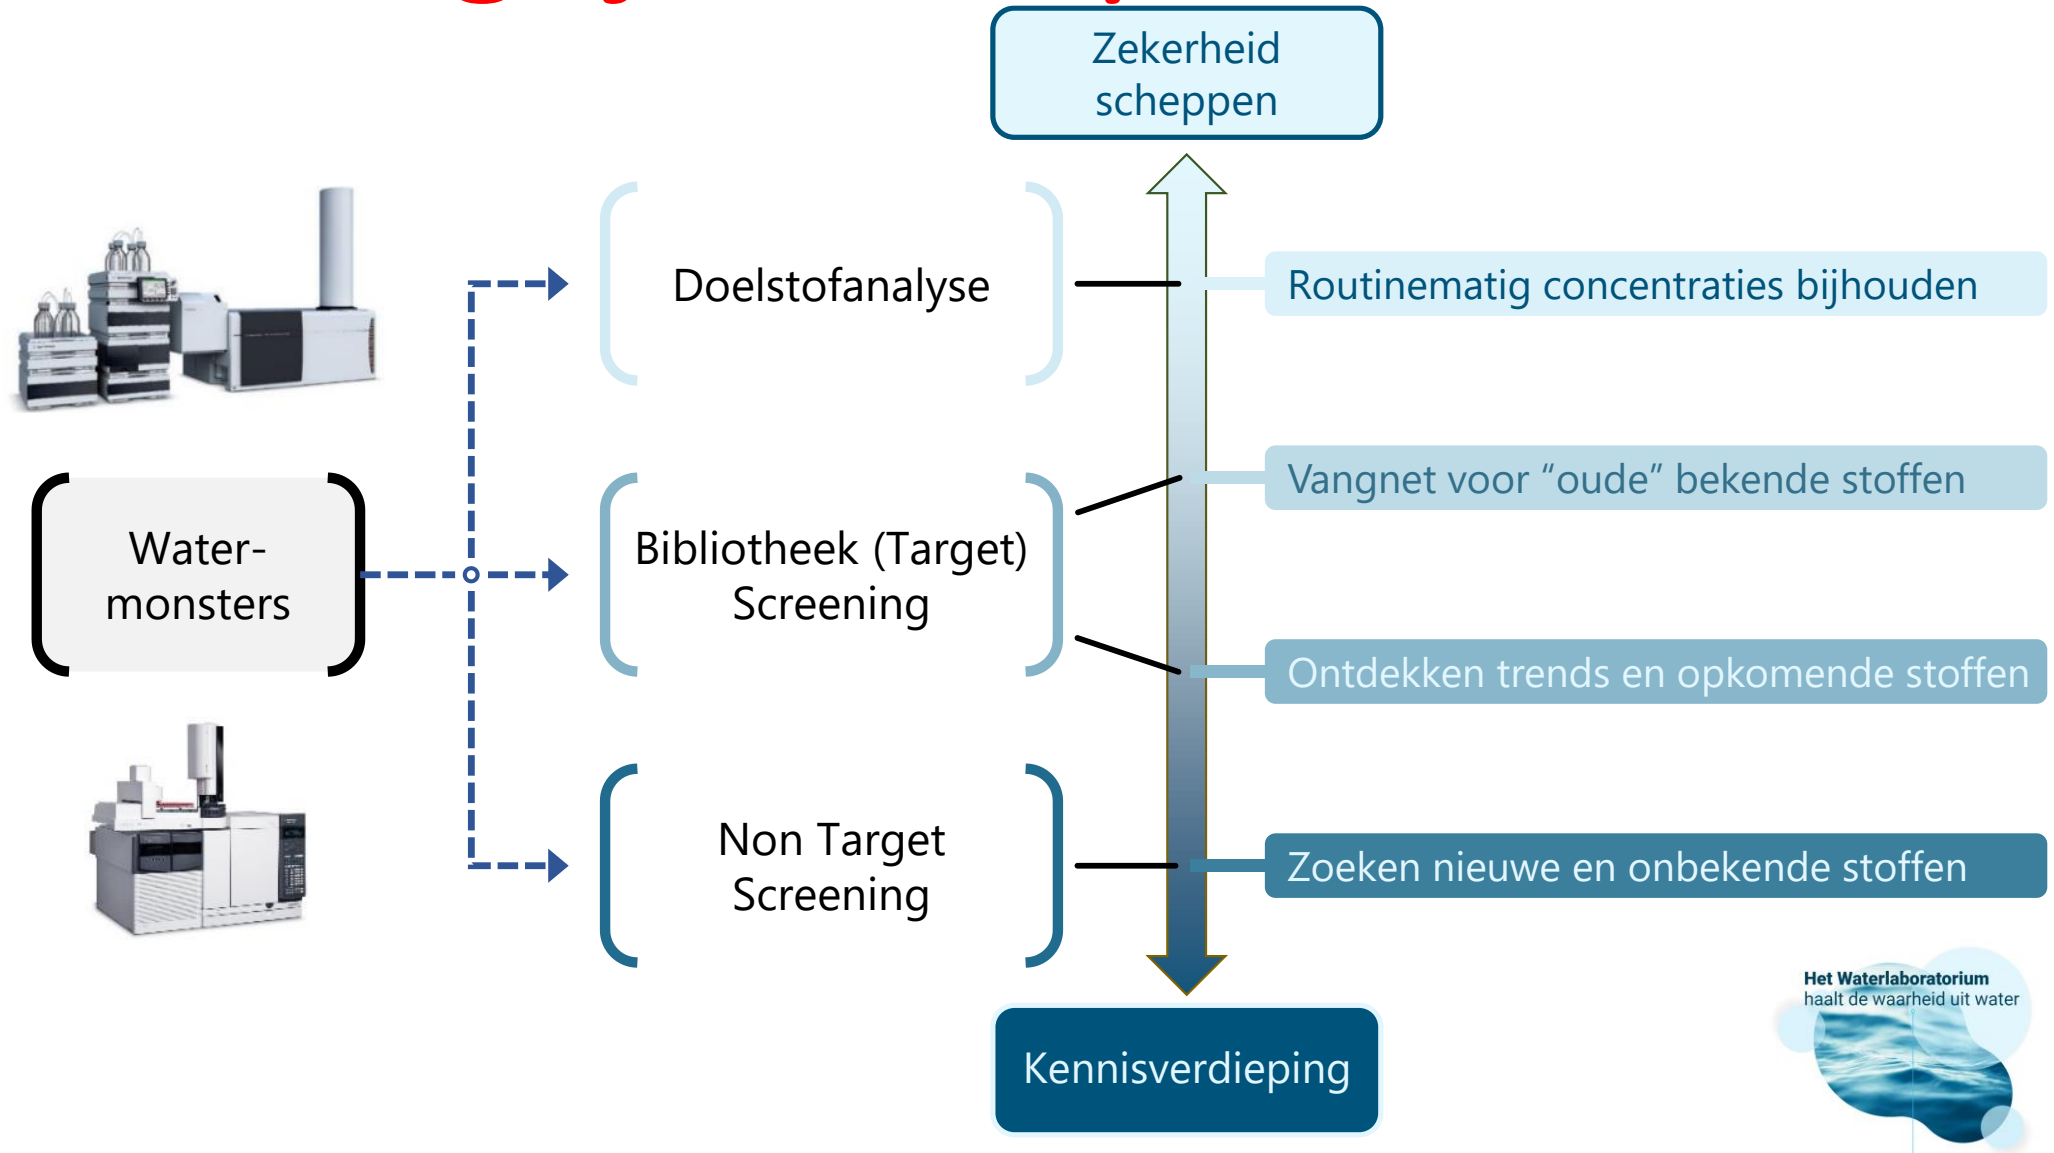 Zekerheid
scheppen
Doelstofanalyse
Routinematig concentraties bijhouden
Vangnet voor “oude” bekende stoffen
Water-
monsters
Bibliotheek (Target)
Screening
Ontdekken trends en opkomende stoffen
Non Target
Screening
Zoeken nieuwe en onbekende stoffen
Het Waterlaboratorium
haalt de waarheid uit water
Kennisverdieping